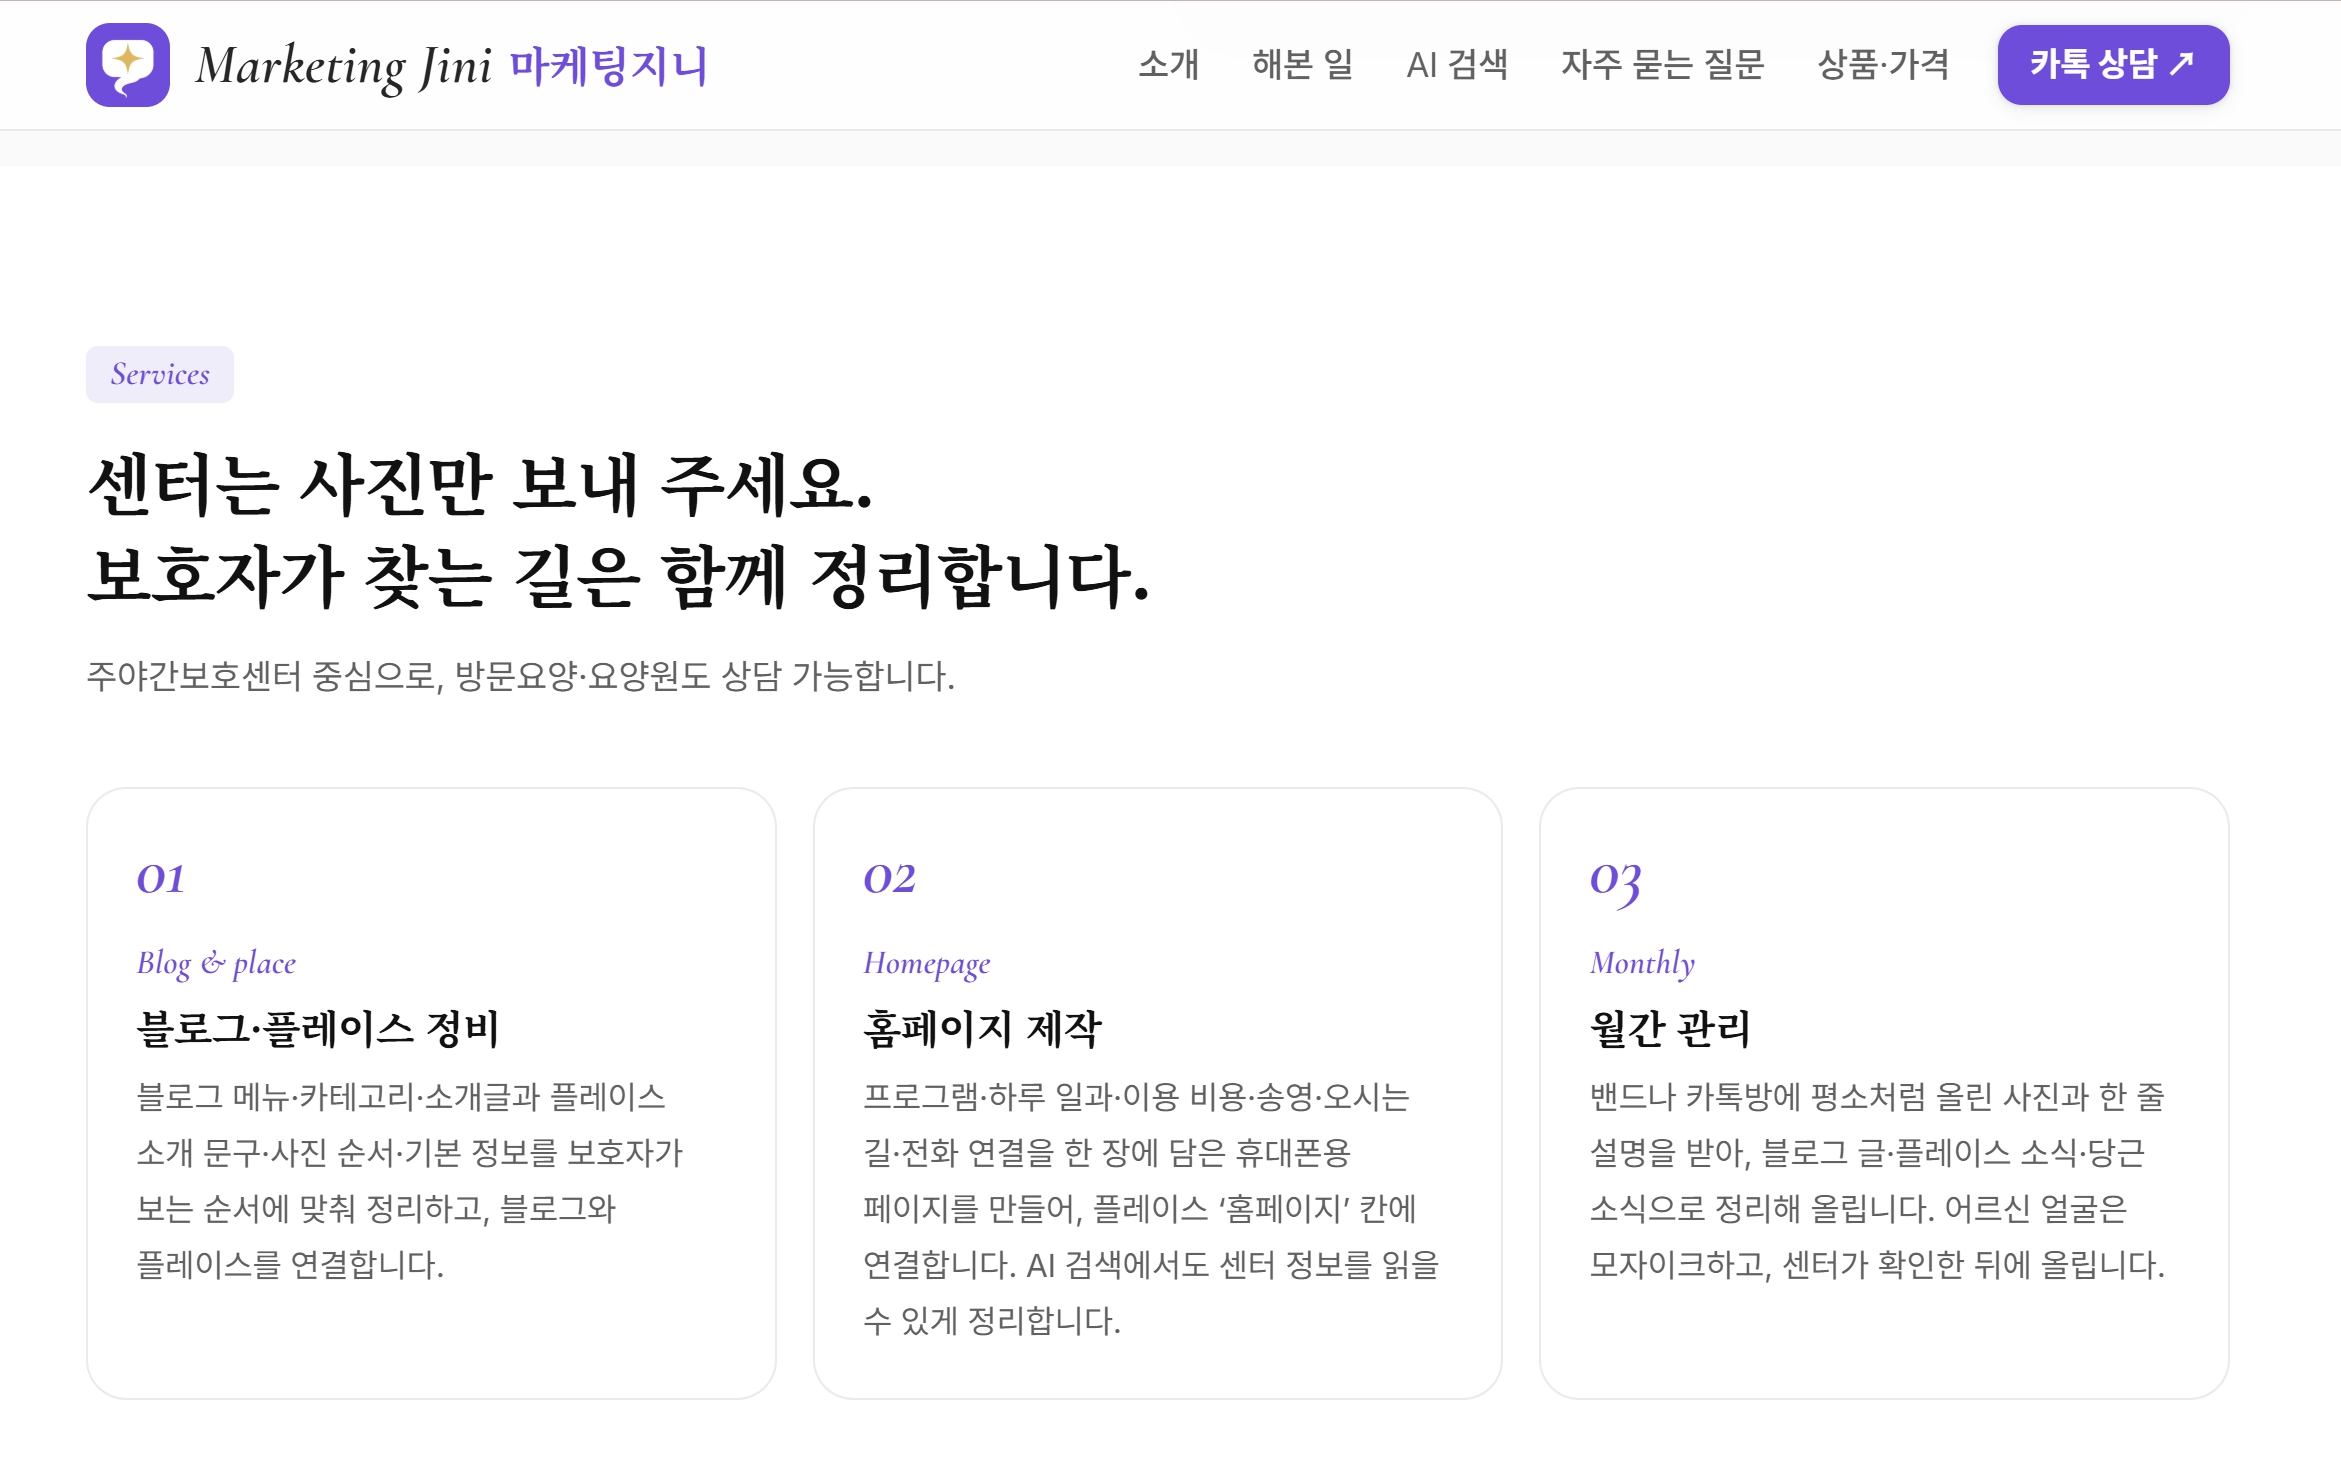 Marketing Jini 마케팅지니
소개 해본 일 AI 검색 자주 묻는 질문 상품·가격 카톡 상담 ↗
Services
센터는 사진만 보내 주세요.
보호자가 찾는 길은 함께 정리합니다.
주야간보호센터 중심으로, 방문요양·요양원도 상담 가능합니다.
01
Blog & place
블로그·플레이스 정비
블로그 메뉴·카테고리·소개글과 플레이스
소개 문구·사진 순서·기본 정보를 보호자가
보는 순서에 맞춰 정리하고, 블로그와
플레이스를 연결합니다.
02
Homepage
홈페이지 제작
프로그램·하루 일과·이용 비용·송영·오시는
길·전화 연결을 한 장에 담은 휴대폰용
페이지를 만들어, 플레이스 ‘홈페이지’ 칸에
연결합니다. AI 검색에서도 센터 정보를 읽을
수 있게 정리합니다.
03
Monthly
월간 관리
밴드나 카톡방에 평소처럼 올린 사진과 한 줄
설명을 받아, 블로그 글·플레이스 소식·당근
소식으로 정리해 올립니다. 어르신 얼굴은
모자이크하고, 센터가 확인한 뒤에 올립니다.